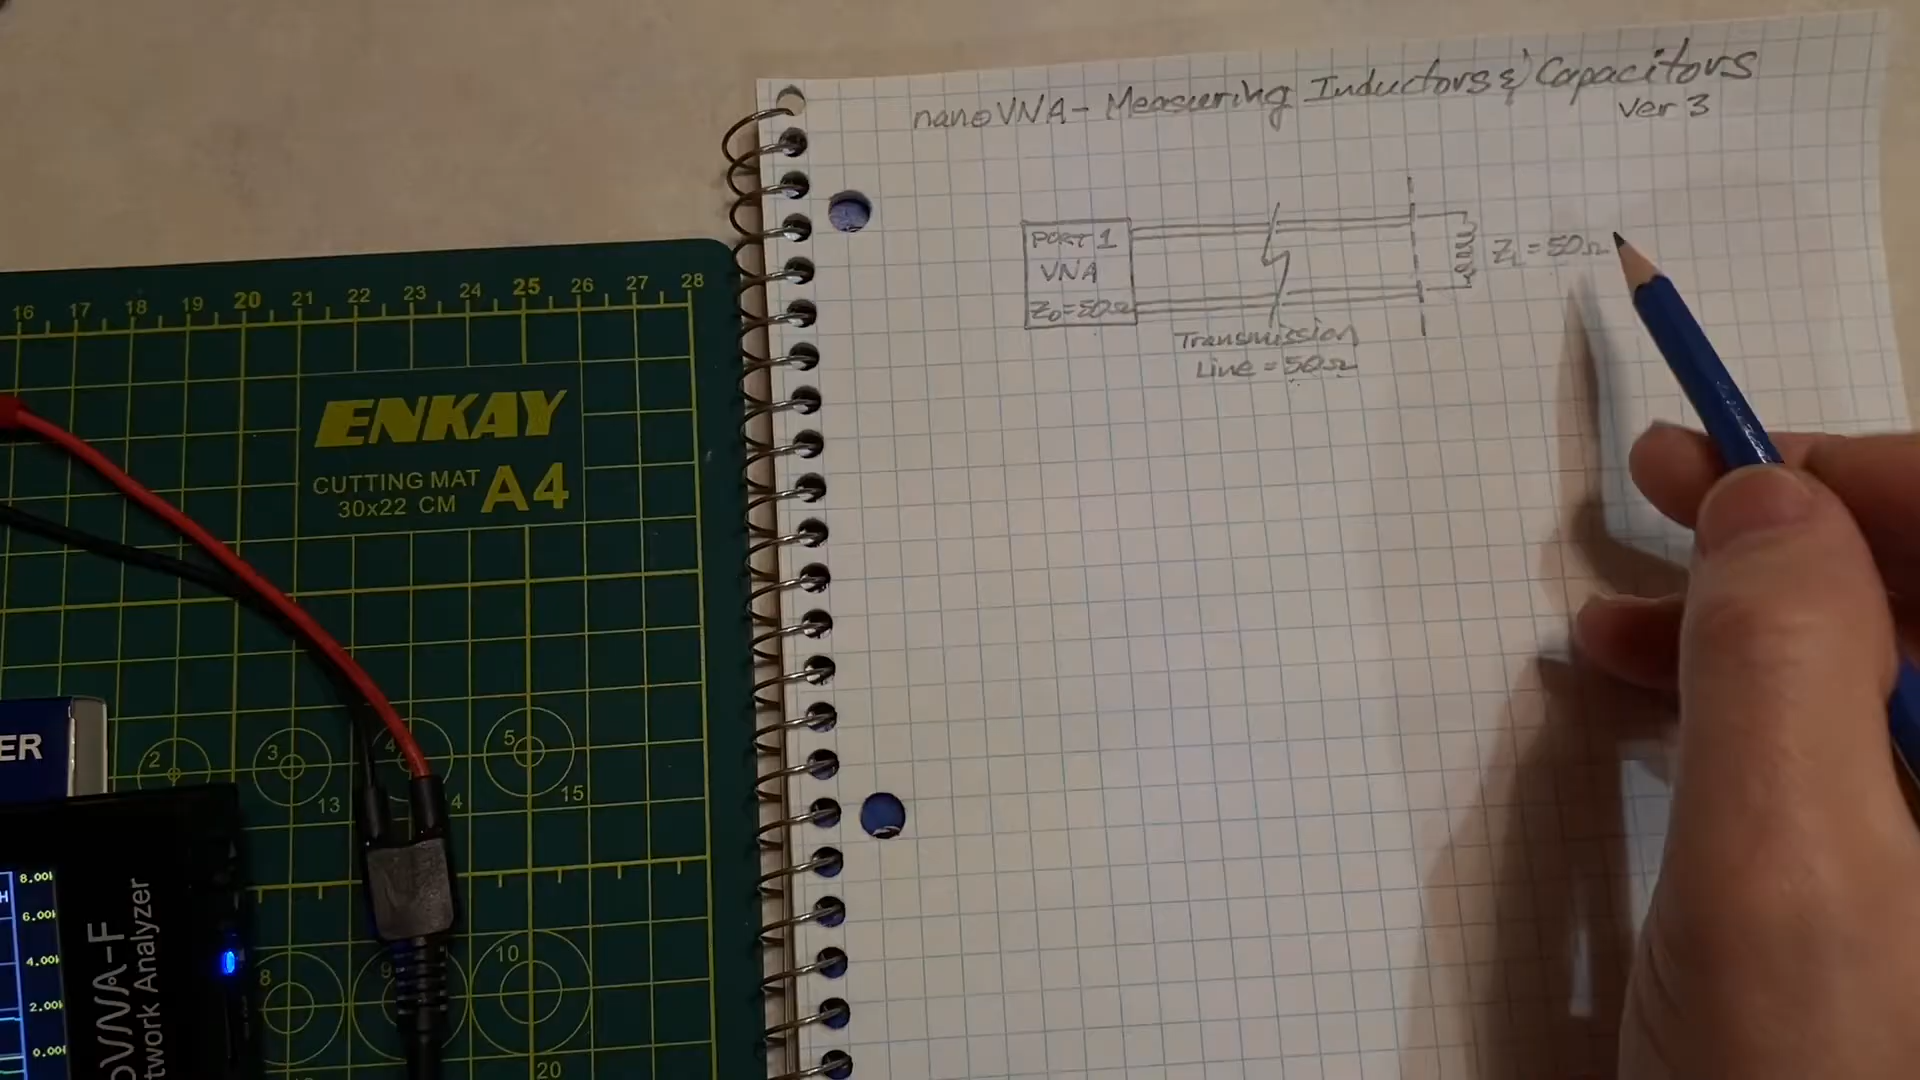 nanoVNA - Measuring Inductors & Capacitors
Ver 3
PORT 1
VNA
Z0=50Ω
ZL = 50Ω
Transmission
Line = 50Ω
16 17 18 19 20 21 22 23 24 25 26 27 28
ENKAY
CUTTING MAT A4
30x22 CM
ER
2 3 4 5
13 14 15
8 9 10
20
8.00
6.00
4.00
2.00
0.00
H
VNA-F
twork Analyzer